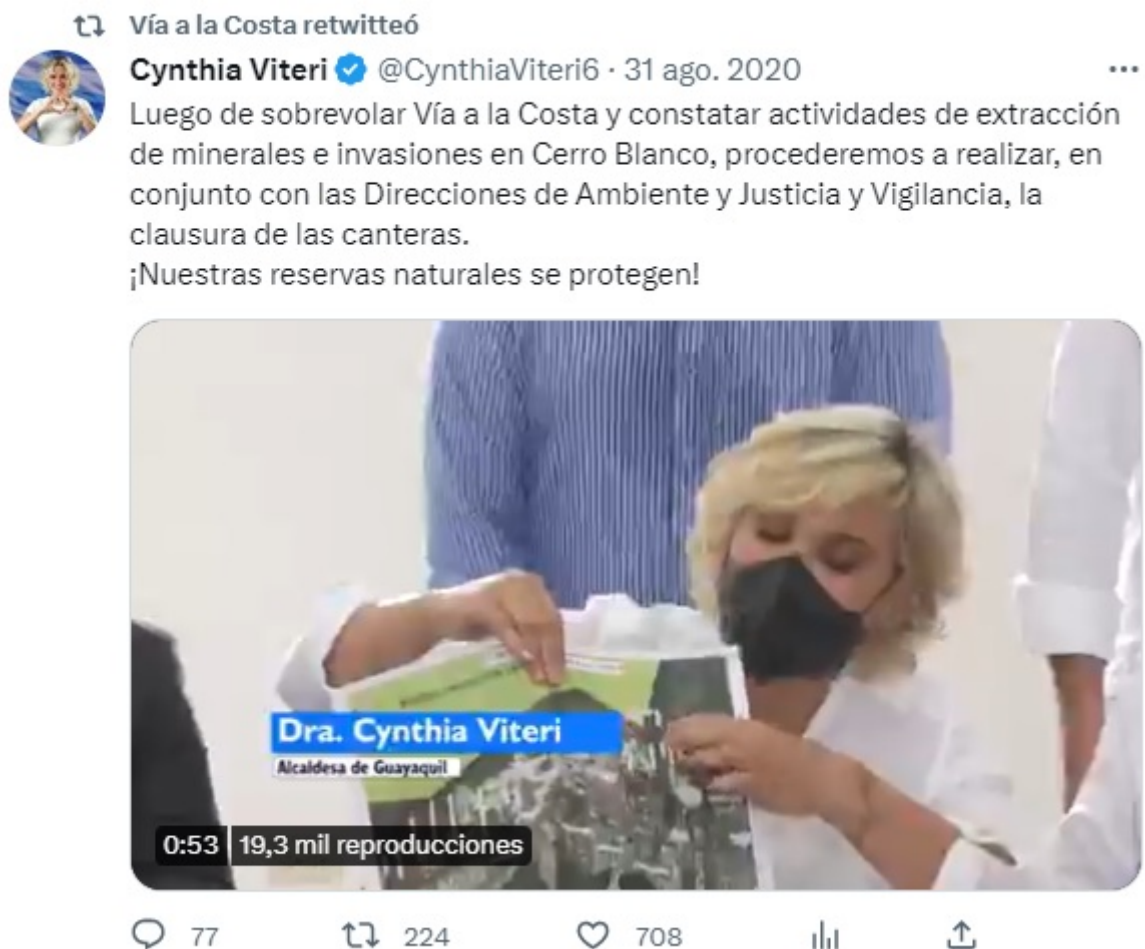 Vía a la Costa retwitteó
Cynthia Viteri @CynthiaViteri6 · 31 ago. 2020
Luego de sobrevolar Vía a la Costa y constatar actividades de extracción
de minerales e invasiones en Cerro Blanco, procederemos a realizar, en
conjunto con las Direcciones de Ambiente y Justicia y Vigilancia, la
clausura de las canteras.
¡Nuestras reservas naturales se protegen!
Dra. Cynthia Viteri
Alcaldesa de Guayaquil
0:53 19,3 mil reproducciones
77 224 708